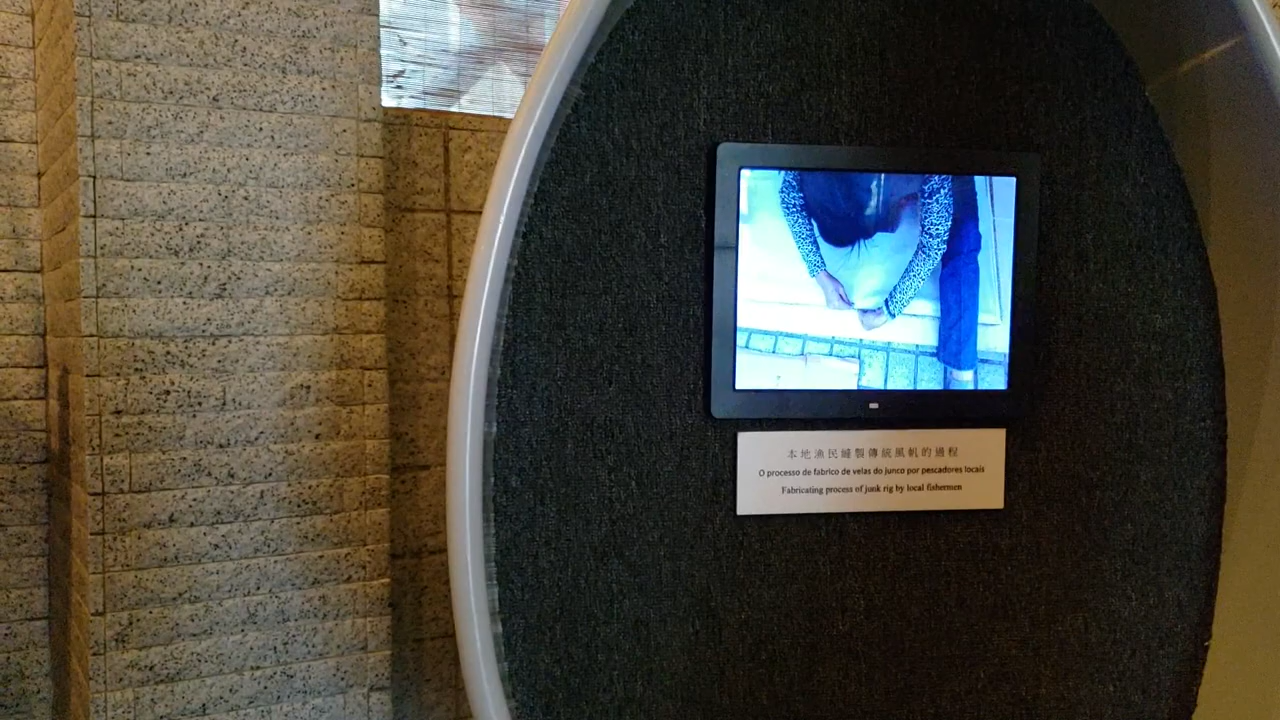 本地漁民縫製傳統風帆的過程
O processo de fabrico de velas do junco por pescadores locais
Fabricating process of junk rig by local fishermen